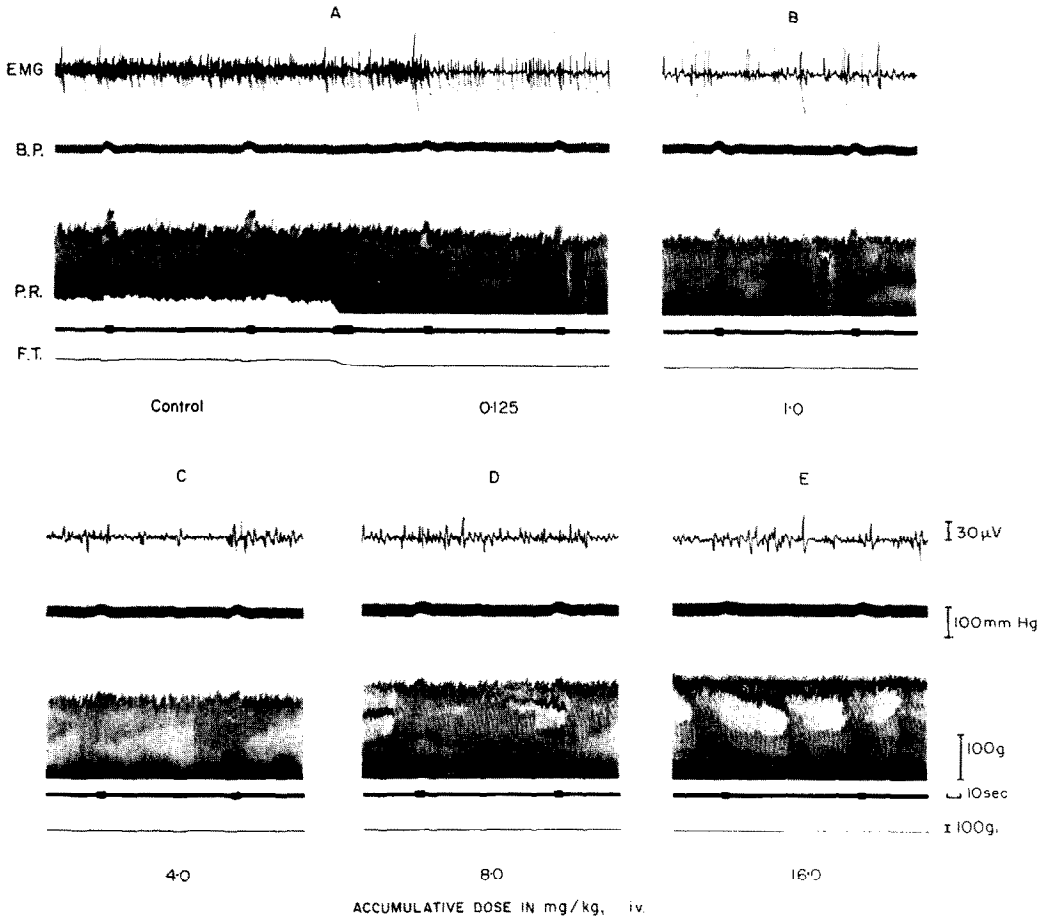 A
B
EMG
B.P.
P.R.
F.T.
Control 0·125 1·0
C D E
30μV
100mm Hg
100g
10sec
100g.
4·0 8·0 16·0
ACCUMULATIVE DOSE IN mg/kg, iv.